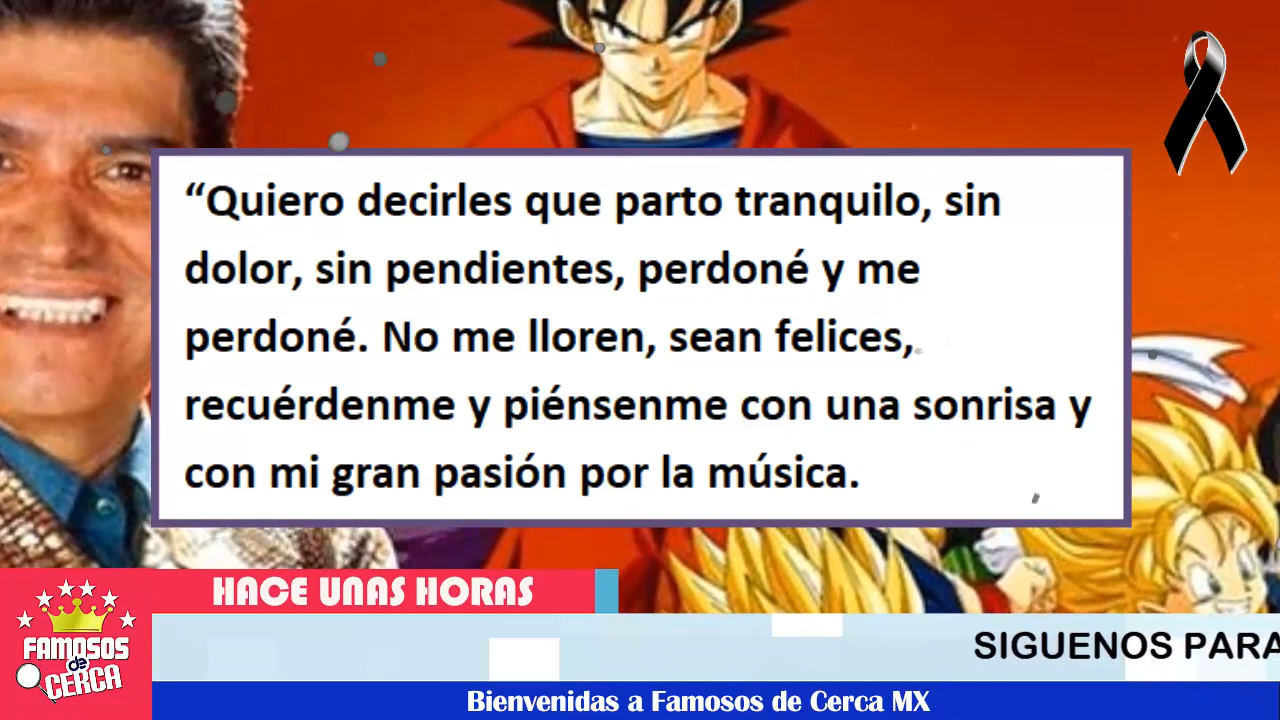 “Quiero decirles que parto tranquilo, sin
dolor, sin pendientes, perdoné y me
perdoné. No me lloren, sean felices,
recuérdenme y piénsenme con una sonrisa y
con mi gran pasión por la música.
HACE UNAS HORAS
FAMOSOS
de
CERCA
SIGUENOS PARA
Bienvenidas a Famosos de Cerca MX